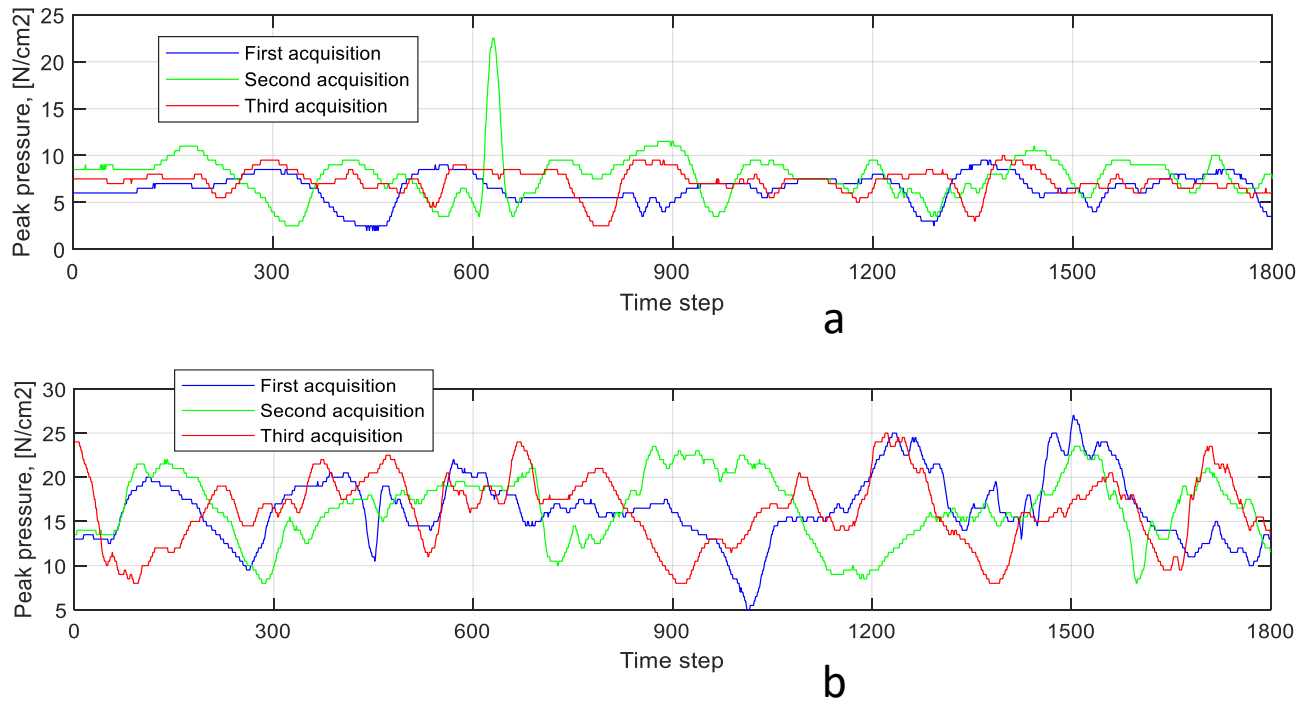 Peak pressure, [N/cm2]
25
20
15
10
5
0
First acquisition
Second acquisition
Third acquisition
0 300 600 900 1200 1500 1800
Time step
a
Peak pressure, [N/cm2]
30
25
20
15
10
5
First acquisition
Second acquisition
Third acquisition
0 300 600 900 1200 1500 1800
Time step
b